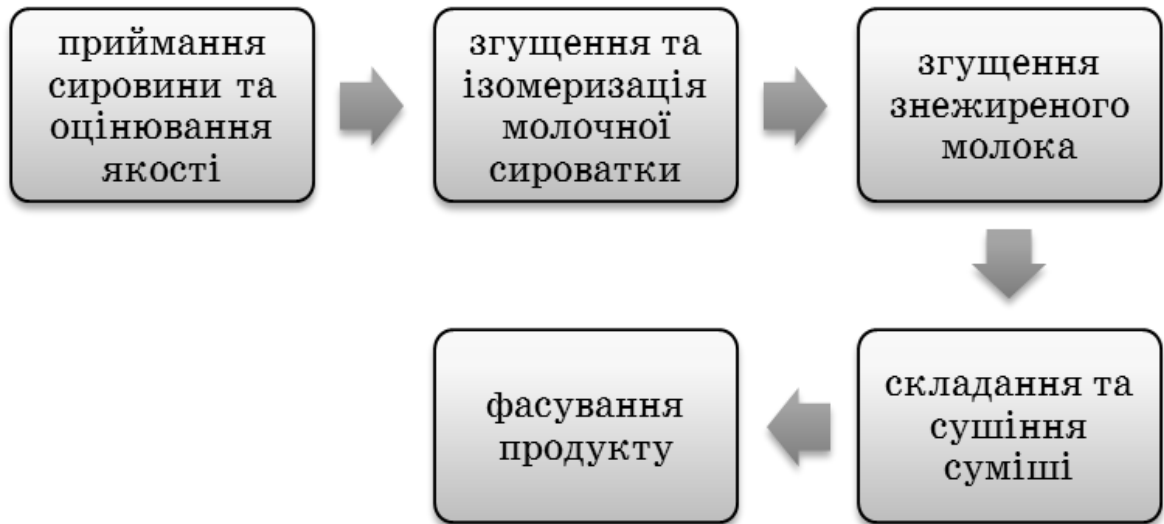 приймання
сировини та
оцінювання
якості
згущення та
ізомеризація
молочної
сироватки
згущення
знежиреного
молока
складання та
сушіння
суміші
фасування
продукту